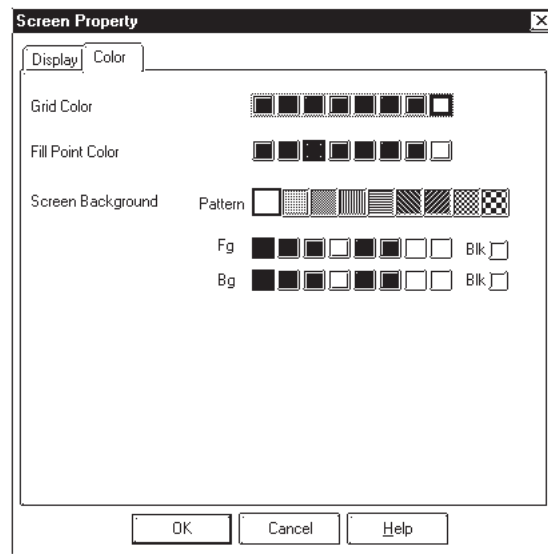 Screen Property
Display Color
Grid Color
Fill Point Color
Screen Background Pattern
Fg Blk
Bg Blk
OK Cancel Help